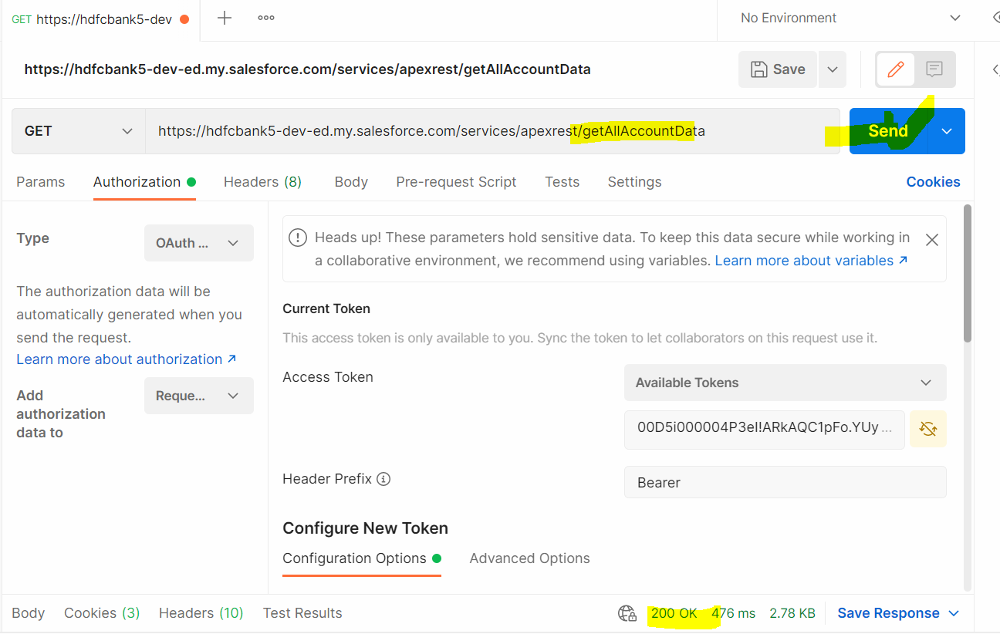 GET https://hdfcbank5-dev
No Environment
https://hdfcbank5-dev-ed.my.salesforce.com/services/apexrest/getAllAccountData
Save
GET
https://hdfcbank5-dev-ed.my.salesforce.com/services/apexrest/getAllAccountData
Send
Params Authorization Headers (8) Body Pre-request Script Tests Settings Cookies
Type
OAuth ...
The authorization data will be
automatically generated when you
send the request.
Learn more about authorization ↗
Add
authorization
data to
Reque...
Heads up! These parameters hold sensitive data. To keep this data secure while working in
a collaborative environment, we recommend using variables. Learn more about variables ↗
Current Token
This access token is only available to you. Sync the token to let collaborators on this request use it.
Access Token
Available Tokens
00D5i000004P3eI!ARkAQC1pFo.YUy ...
Header Prefix
Bearer
Configure New Token
Configuration Options Advanced Options
Body Cookies (3) Headers (10) Test Results 200 OK 476 ms 2.78 KB Save Response